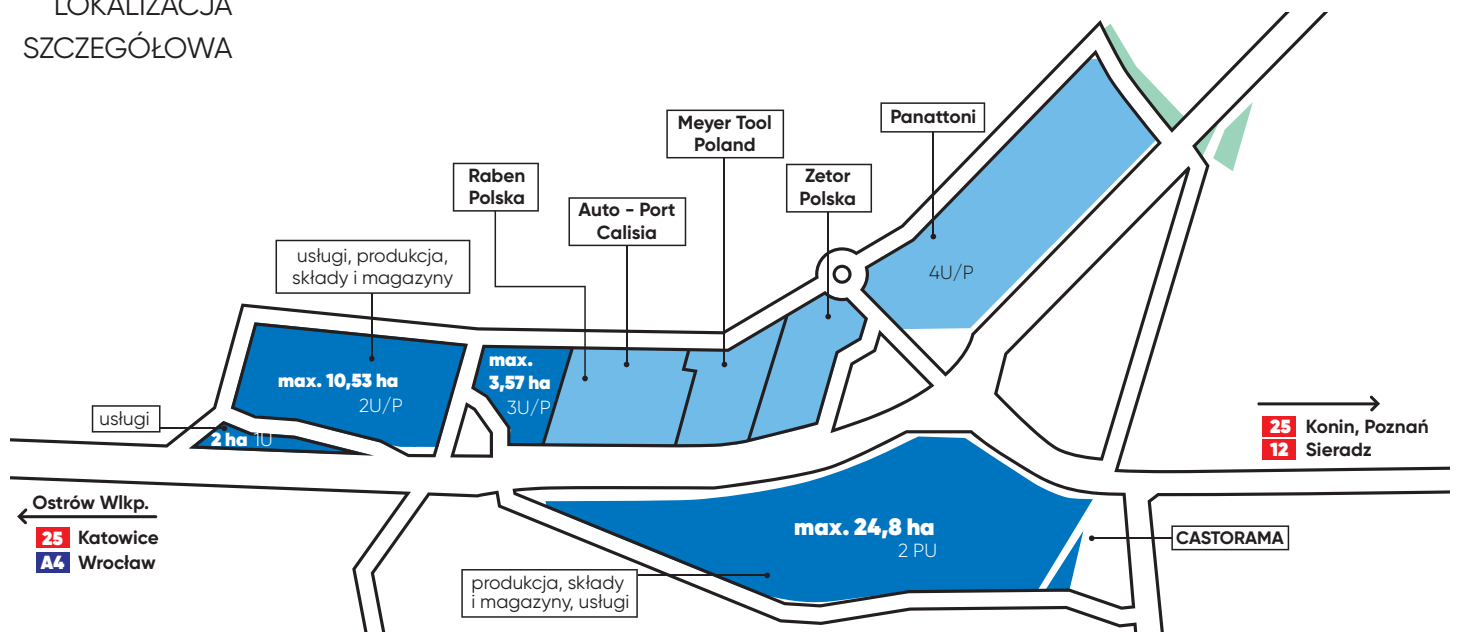 LOKALIZACJA
SZCZEGÓŁOWA
Panattoni
Meyer Tool
Poland
Raben
Polska
Zetor
Polska
Auto - Port
Calisia
usługi, produkcja,
składy i magazyny
4U/P
max. 10,53 ha
2U/P
max.
3,57 ha
3U/P
usługi
2 ha 1U
25 Konin, Poznań
12 Sieradz
Ostrów Wlkp.
25 Katowice
A4 Wrocław
max. 24,8 ha
2 PU
CASTORAMA
produkcja, składy
i magazyny, usługi